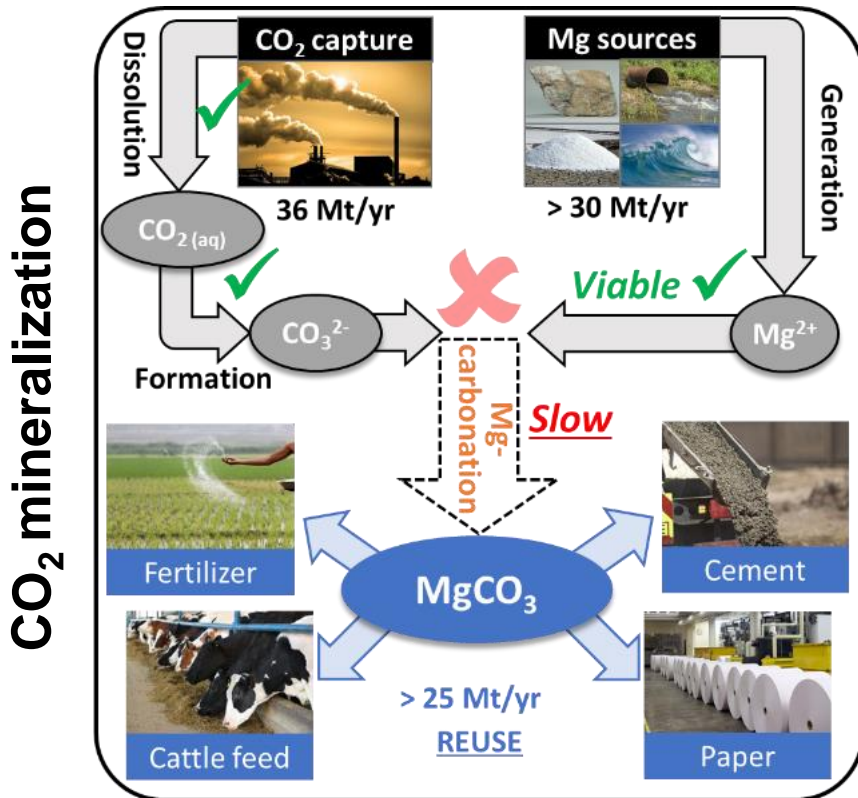 CO₂ mineralization
CO₂ capture
Mg sources
Dissolution
Generation
36 Mt/yr
> 30 Mt/yr
CO₂ (aq)
Viable
CO₃²⁻
Mg²⁺
Formation
Mg-
carbonation
Slow
Fertilizer
Cement
MgCO₃
> 25 Mt/yr
REUSE
Cattle feed
Paper